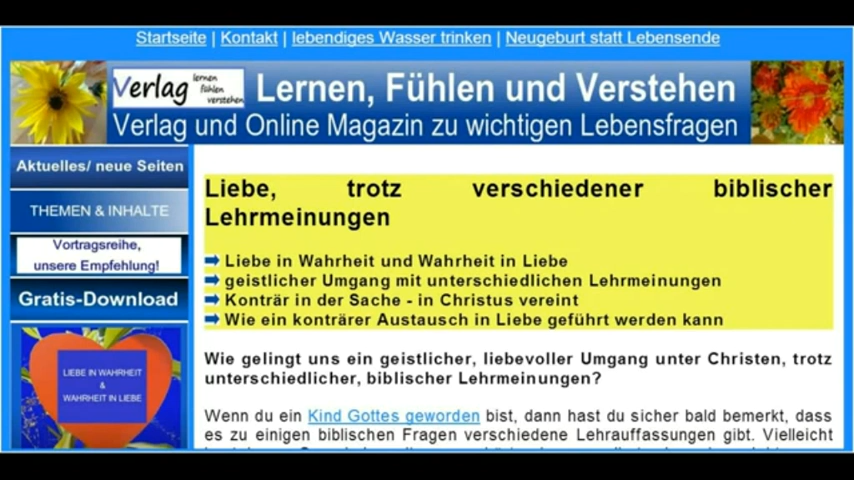 Startseite | Kontakt | lebendiges Wasser trinken | Neugeburt statt Lebensende
Verlag lernen fühlen verstehen
Lernen, Fühlen und Verstehen
Verlag und Online Magazin zu wichtigen Lebensfragen
Aktuelles/ neue Seiten
THEMEN & INHALTE
Vortragsreihe,
unsere Empfehlung!
Gratis-Download
LIEBE IN WAHRHEIT
&
WAHRHEIT IN LIEBE
Liebe, trotz verschiedener biblischer
Lehrmeinungen
➡ Liebe in Wahrheit und Wahrheit in Liebe
➡ geistlicher Umgang mit unterschiedlichen Lehrmeinungen
➡ Konträr in der Sache - in Christus vereint
➡ Wie ein konträrer Austausch in Liebe geführt werden kann
Wie gelingt uns ein geistlicher, liebevoller Umgang unter Christen, trotz
unterschiedlicher, biblischer Lehrmeinungen?
Wenn du ein Kind Gottes geworden bist, dann hast du sicher bald bemerkt, dass
es zu einigen biblischen Fragen verschiedene Lehrauffassungen gibt. Vielleicht